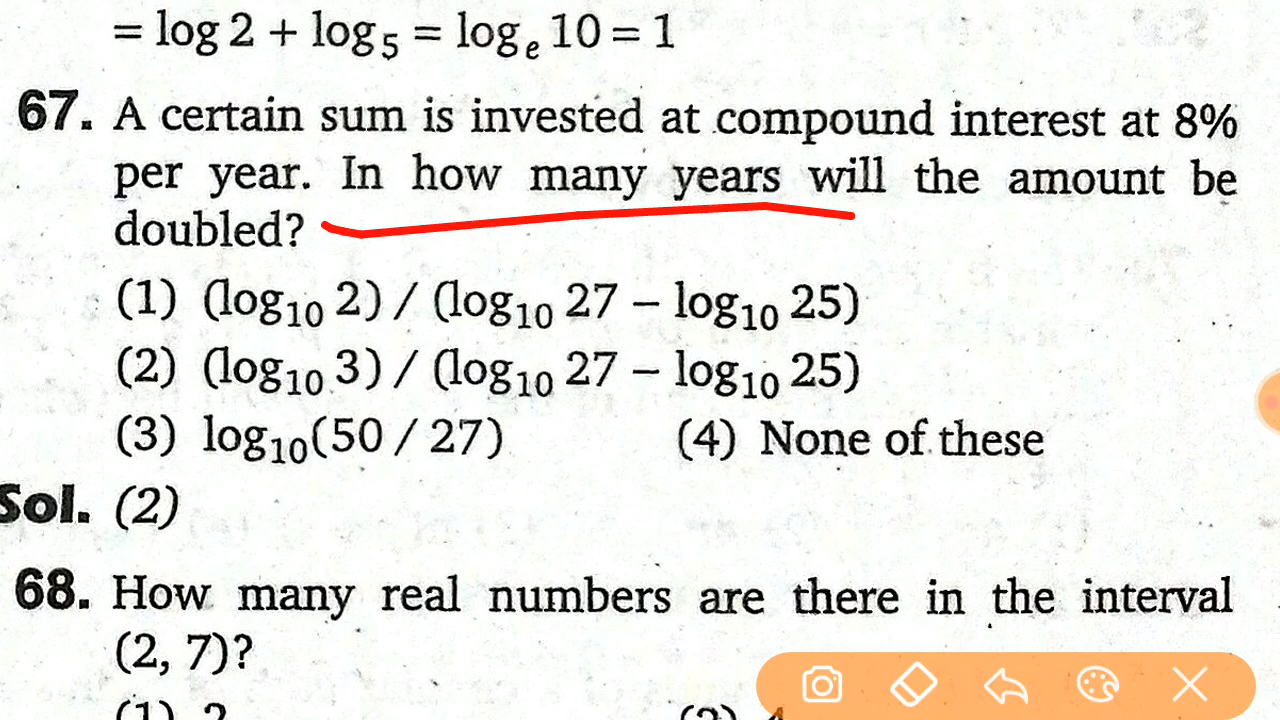 = log 2 + log₅ = logₑ 10 = 1
67. A certain sum is invested at compound interest at 8%
per year. In how many years will the amount be
doubled?
(1) (log₁₀ 2) / (log₁₀ 27 – log₁₀ 25)
(2) (log₁₀ 3) / (log₁₀ 27 – log₁₀ 25)
(3) log₁₀(50 / 27) (4) None of these
Sol. (2)
68. How many real numbers are there in the interval
(2, 7)?